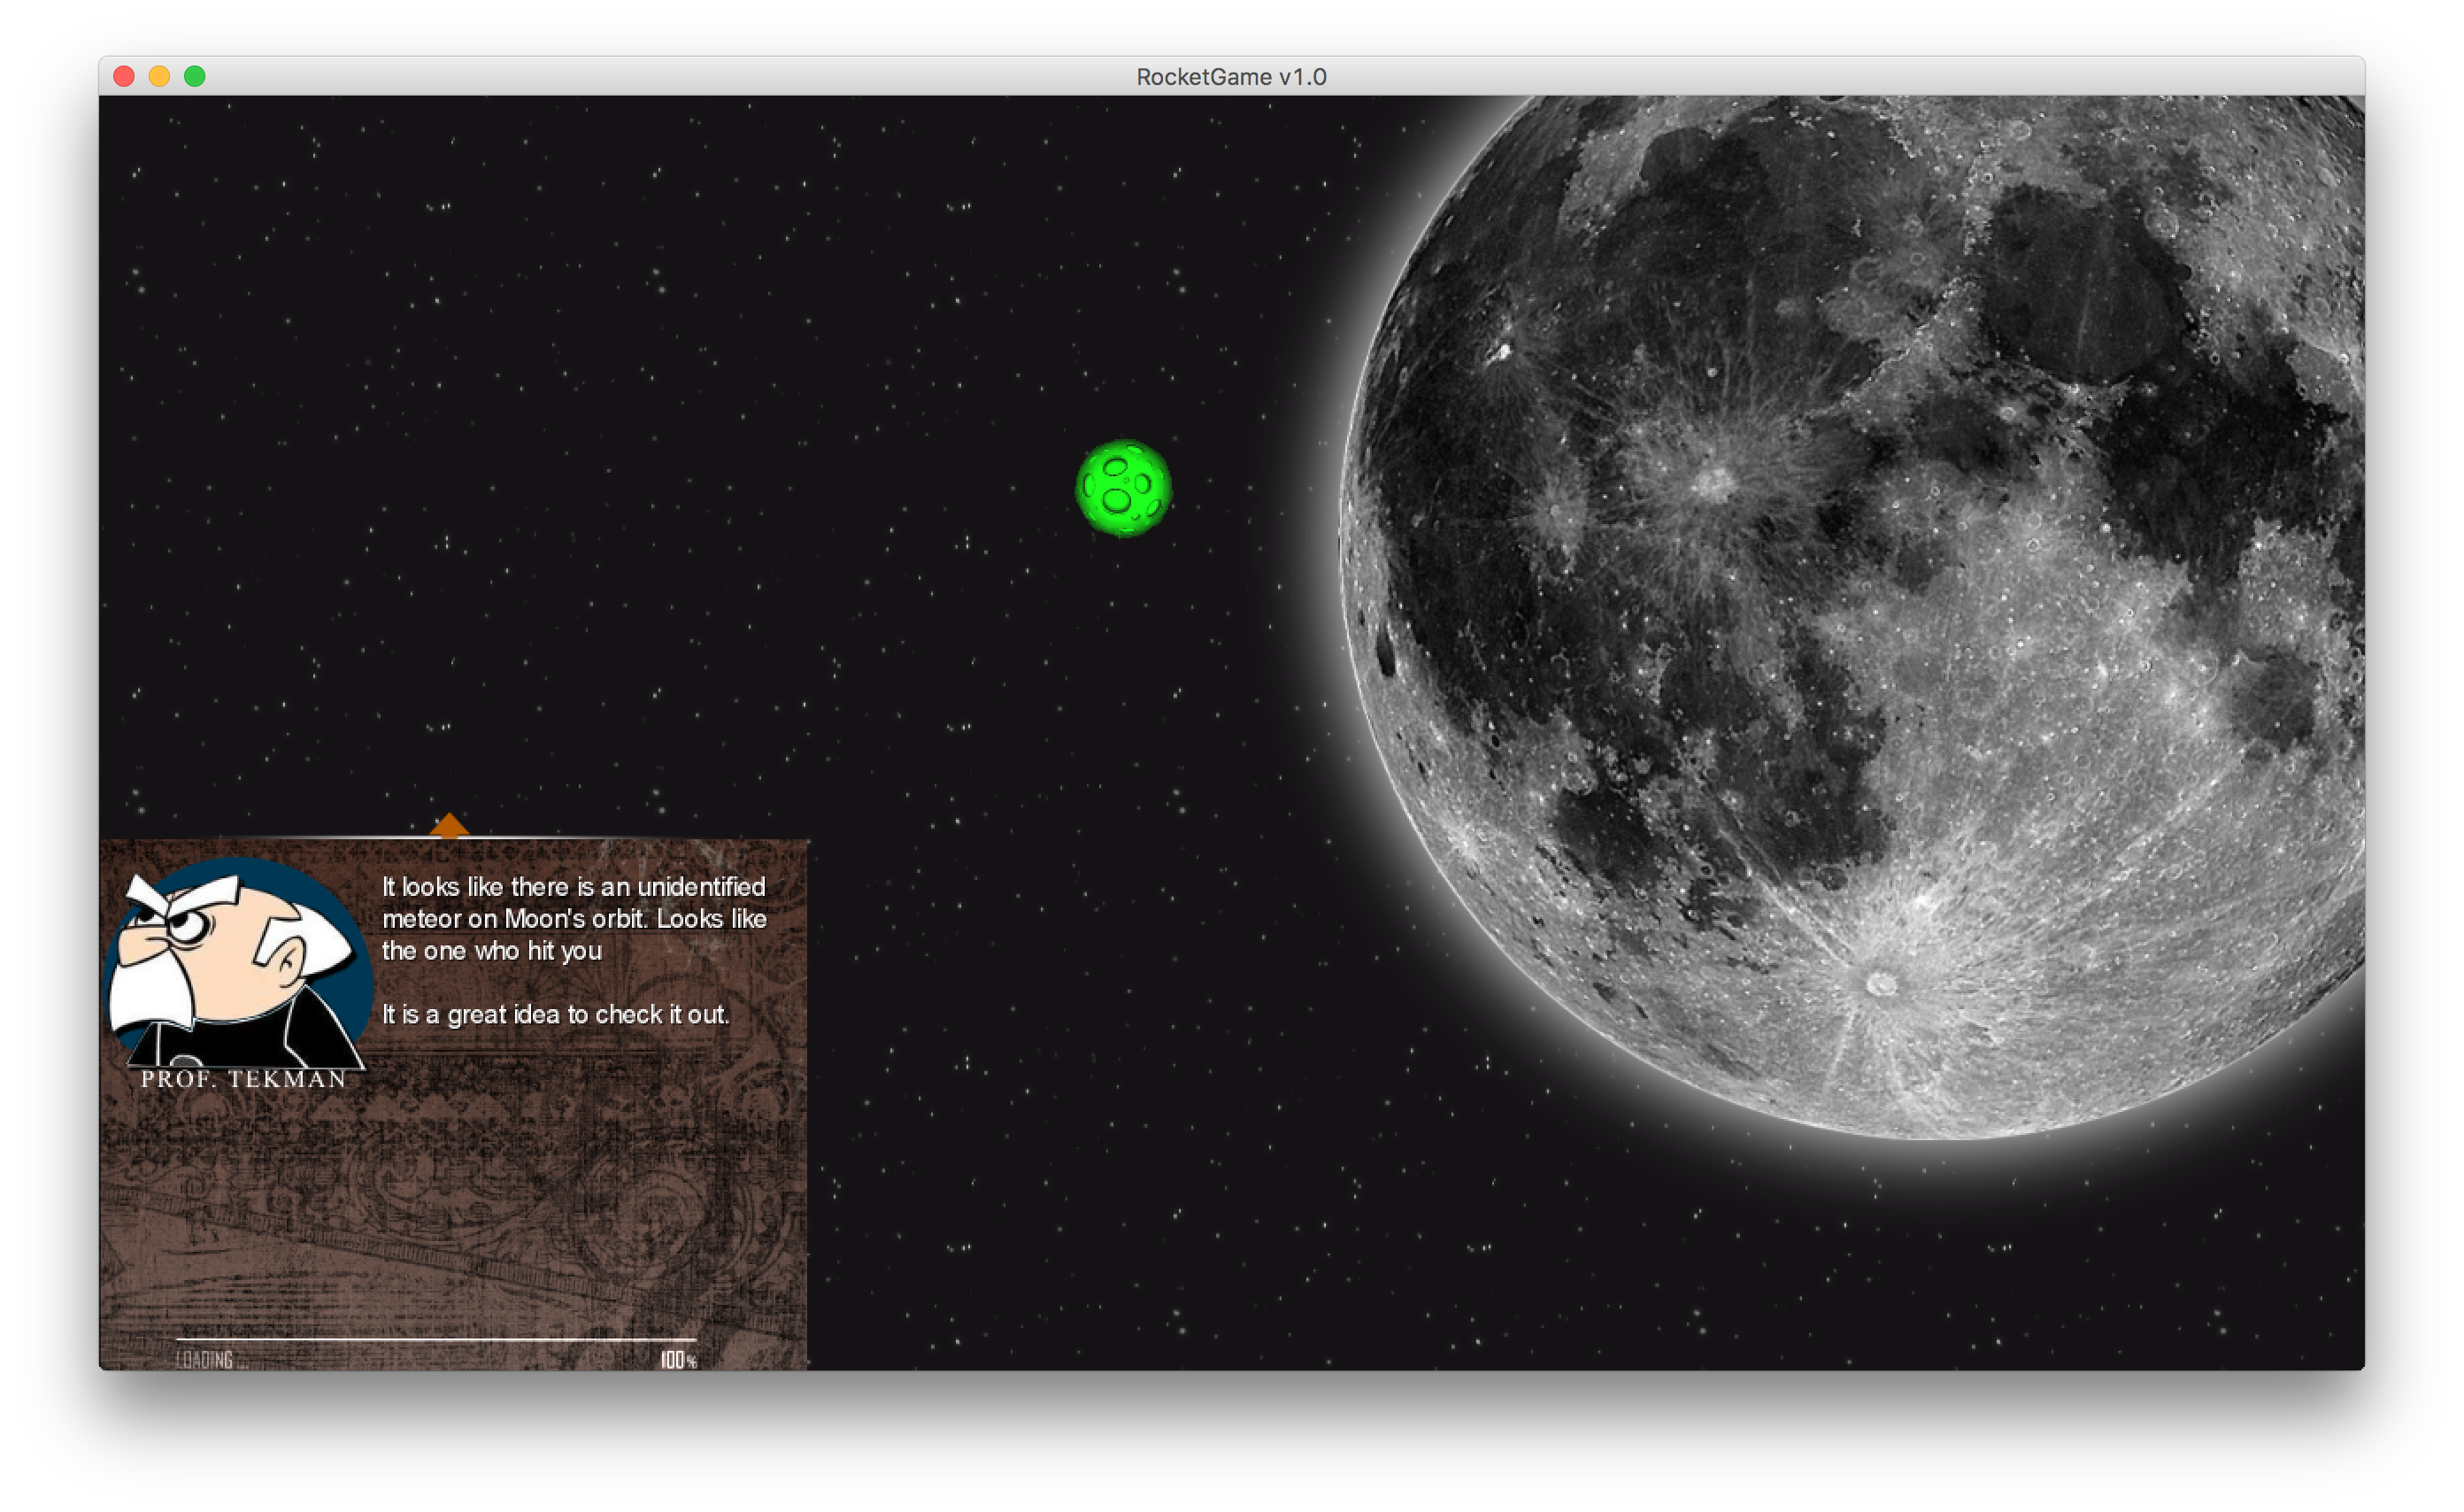 RocketGame v1.0
It looks like there is an unidentified
meteor on Moon's orbit. Looks like
the one who hit you
It is a great idea to check it out.
PROF. TEKMAN
LOADING ...
100%